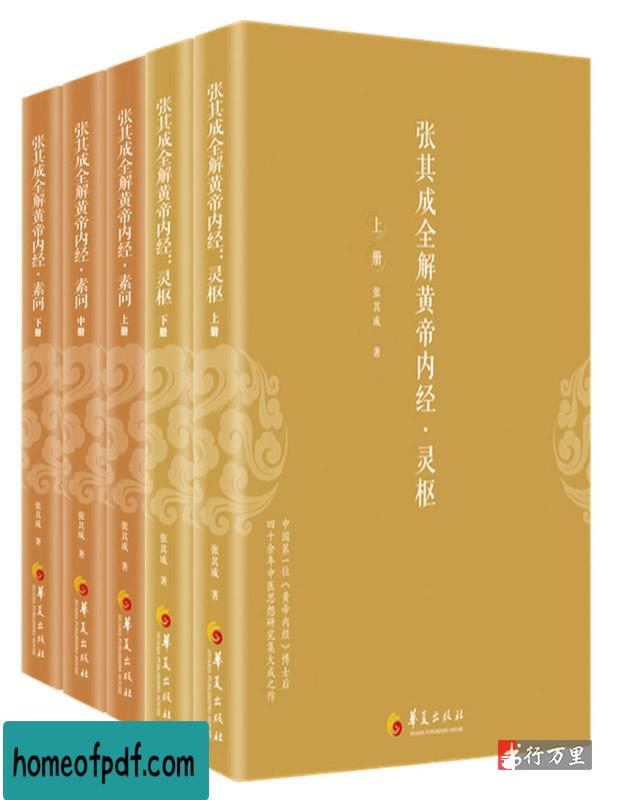 张其成全解黄帝内经·素问 下册
张其成 著
华夏出版社
张其成全解黄帝内经·素问 中册
张其成 著
华夏出版社
张其成全解黄帝内经·素问 上册
张其成 著
华夏出版社
张其成全解黄帝内经:灵枢 下册
张其成 著
华夏出版社
张其成全解黄帝内经:灵枢 上册
张其成 著
华夏出版社
张其成全解黄帝内经·灵枢
上册
张其成 著
中国第一位《黄帝内经》博士后
四十余年中医思想研究集大成之作
华夏出版社
HUAXIA PUBLISHING HOUSE
homeofpdf.com
书行万里